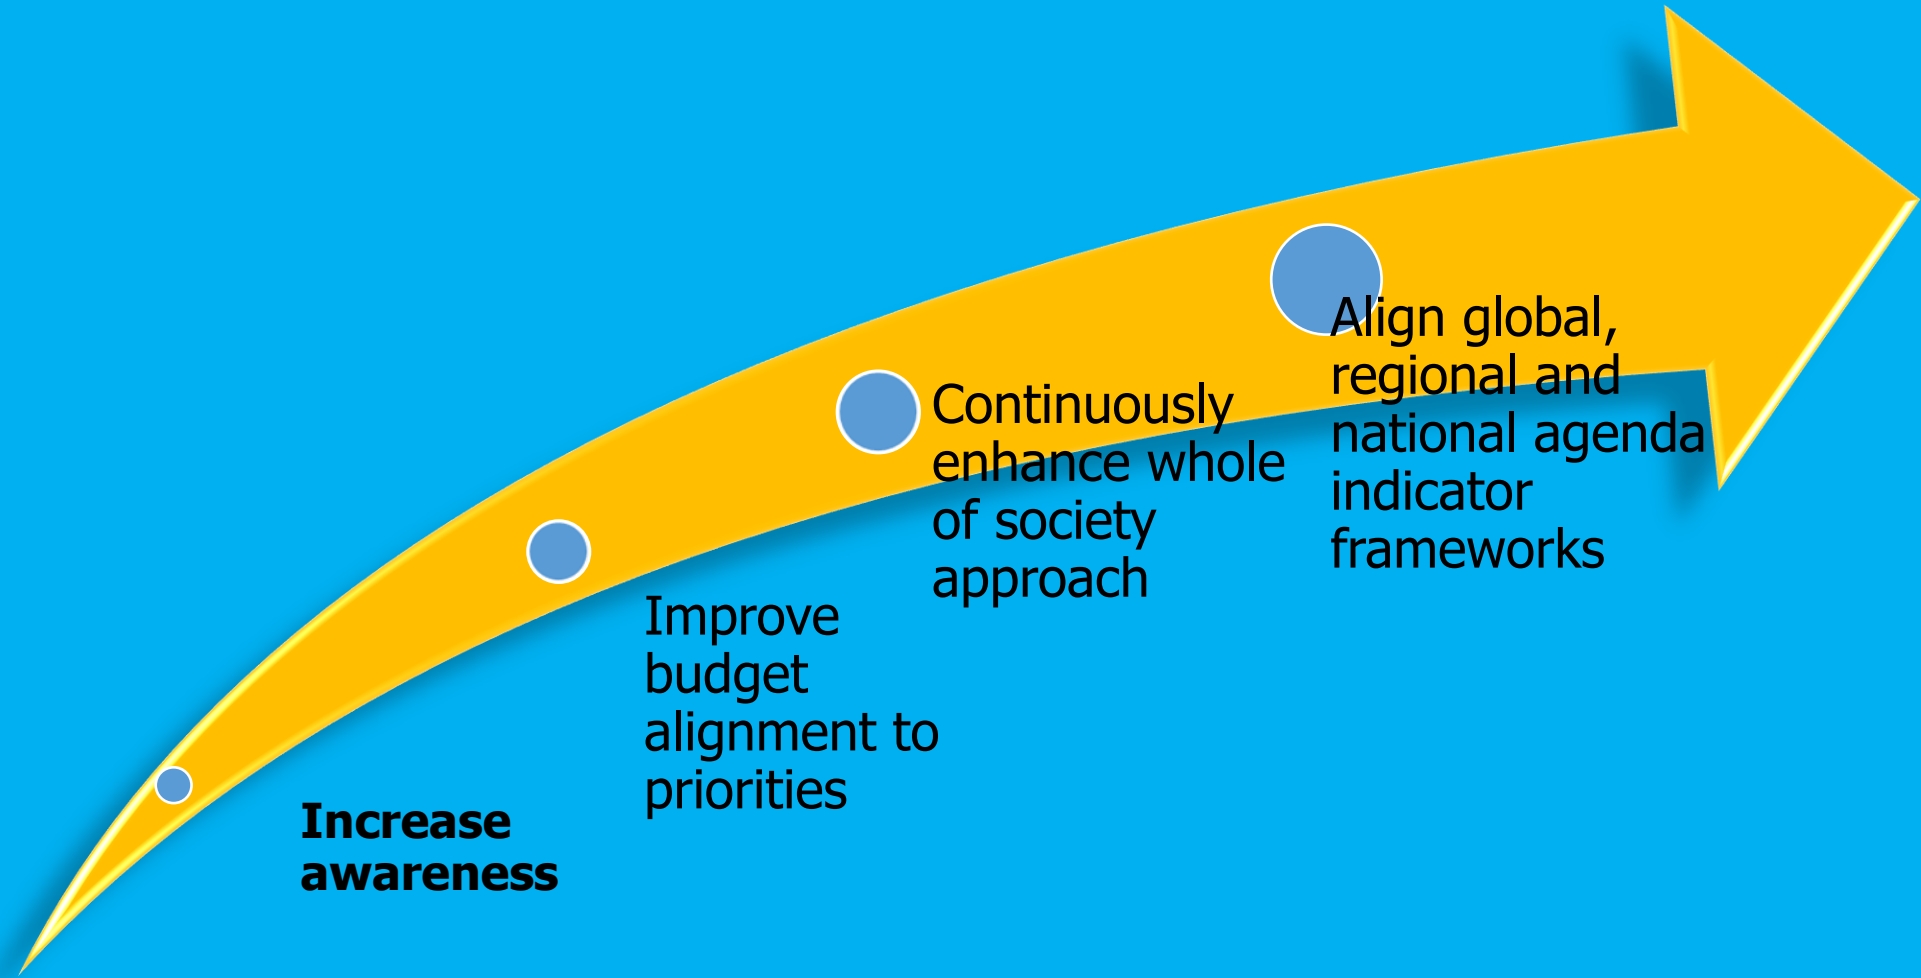 Increase
awareness
Improve
budget
alignment to
priorities
Continuously
enhance whole
of society
approach
Align global,
regional and
national agenda
indicator
frameworks